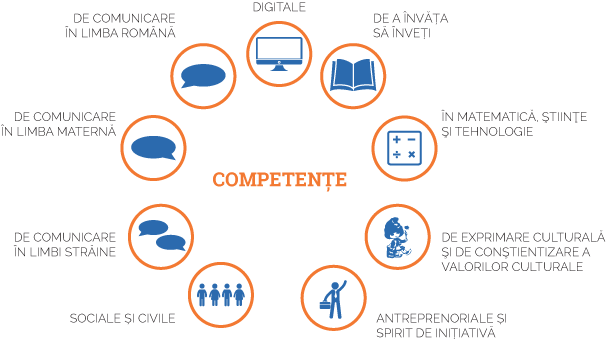 DIGITALE
DE COMUNICARE
ÎN LIMBA ROMÂNĂ
DE A ÎNVĂȚA
SĂ ÎNVEȚI
DE COMUNICARE
ÎN LIMBA MATERNĂ
ÎN MATEMATICĂ, ȘTIINȚE
ȘI TEHNOLOGIE
COMPETENȚE
DE COMUNICARE
ÎN LIMBI STRĂINE
DE EXPRIMARE CULTURALĂ
ȘI DE CONȘTIENTIZARE A
VALORILOR CULTURALE
SOCIALE ȘI CIVILE
ANTREPRENORIALE ȘI
SPIRIT DE INIȚIATIVĂ